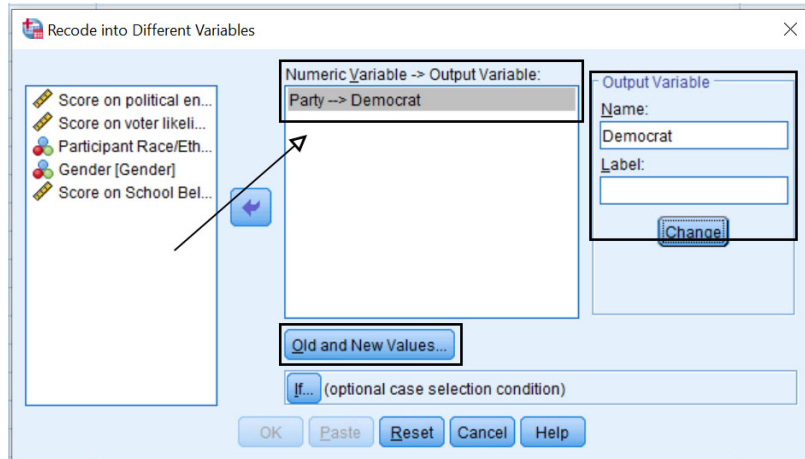 Recode into Different Variables
Score on political en...
Score on voter likeli...
Participant Race/Eth...
Gender [Gender]
Score on School Bel...
Numeric Variable -> Output Variable:
Party --> Democrat
Output Variable
Name:
Democrat
Label:
Change
Old and New Values...
If... (optional case selection condition)
OK Paste Reset Cancel Help